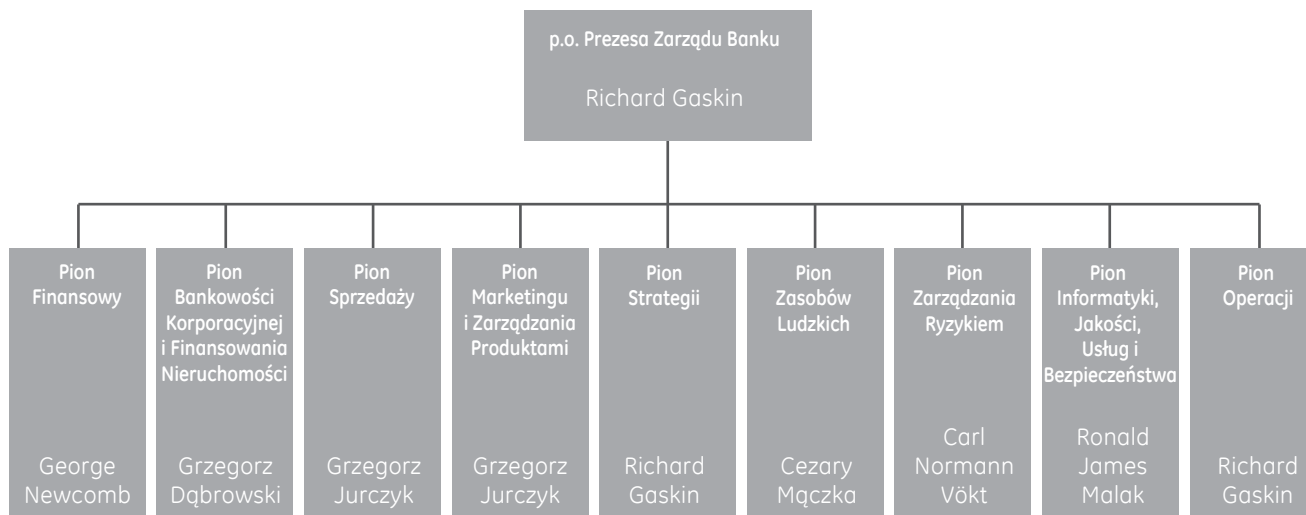 p.o. Prezesa Zarządu Banku
Richard Gaskin
Pion
Finansowy
George
Newcomb
Pion
Bankowości
Korporacyjnej
i Finansowania
Nieruchomości
Grzegorz
Dąbrowski
Pion
Sprzedaży
Grzegorz
Jurczyk
Pion
Marketingu
i Zarządzania
Produktami
Grzegorz
Jurczyk
Pion
Strategii
Richard
Gaskin
Pion
Zasobów
Ludzkich
Cezary
Mączka
Pion
Zarządzania
Ryzykiem
Carl
Normann
Vökt
Pion
Informatyki,
Jakości,
Usług i
Bezpieczeństwa
Ronald
James
Malak
Pion
Operacji
Richard
Gaskin